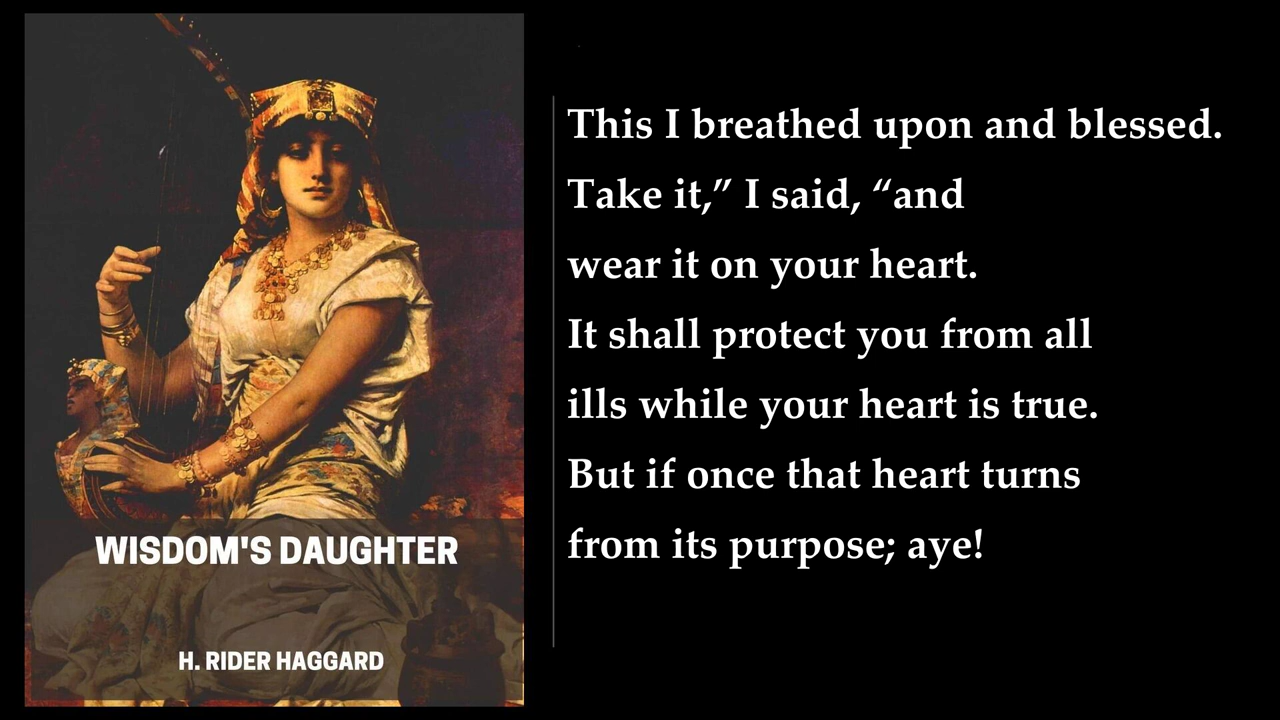 WISDOM'S DAUGHTER
H. RIDER HAGGARD
This I breathed upon and blessed.
Take it,” I said, “and
wear it on your heart.
It shall protect you from all
ills while your heart is true.
But if once that heart turns
from its purpose; aye!